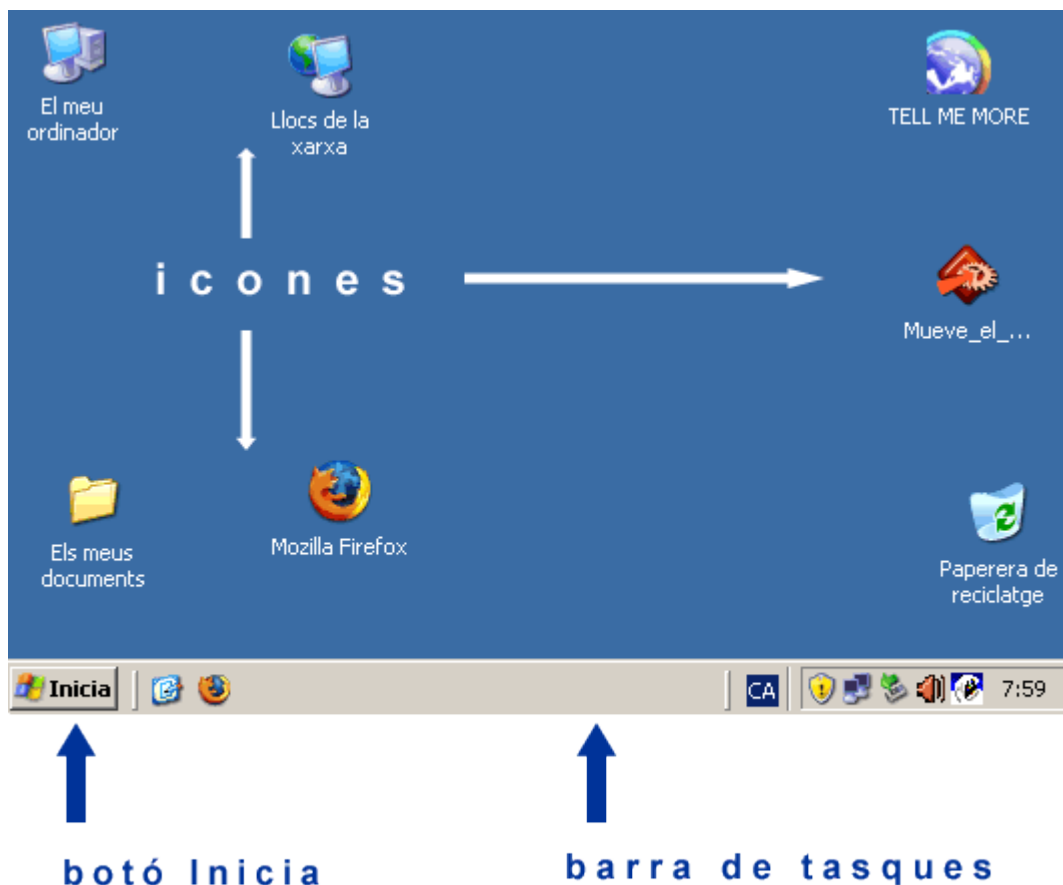 El meu
ordinador
Llocs de la
xarxa
TELL ME MORE
icones
Mueve_el_...
Els meus
documents
Mozilla Firefox
Paperera de
reciclatge
Inicia
CA
7:59
botó Inicia
barra de tasques